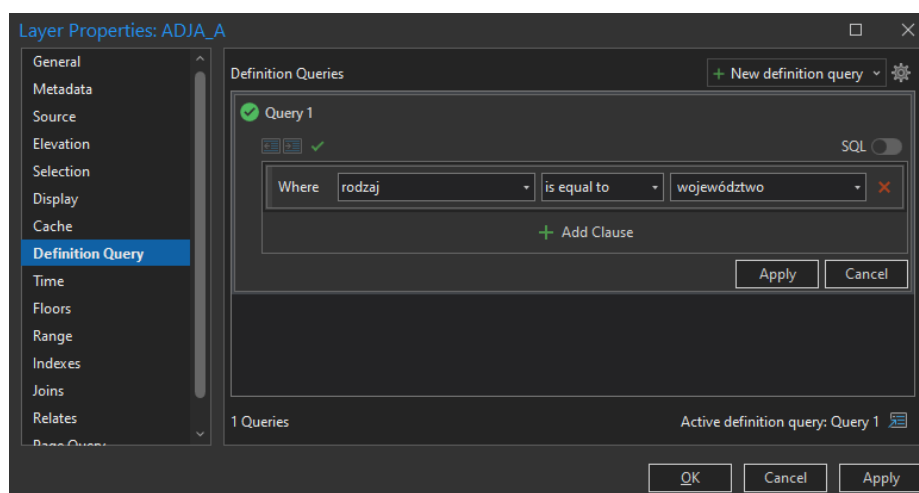 Layer Properties: ADJA_A
General
Metadata
Source
Elevation
Selection
Display
Cache
Definition Query
Time
Floors
Range
Indexes
Joins
Relates
Page Query
Definition Queries
+ New definition query
Query 1
SQL
Where rodzaj is equal to województwo
+ Add Clause
Apply Cancel
1 Queries
Active definition query: Query 1
OK Cancel Apply